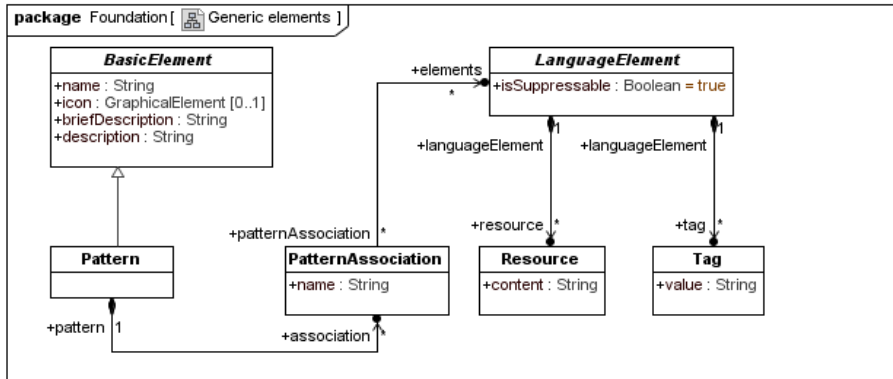 package Foundation [ Generic elements ]
BasicElement
+name : String
+icon : GraphicalElement [0..1]
+briefDescription : String
+description : String
LanguageElement
+isSuppressable : Boolean = true
+elements
*
1
1
+languageElement
+languageElement
+patternAssociation
*
+resource
*
+tag
*
Pattern
PatternAssociation
+name : String
Resource
+content : String
Tag
+value : String
+pattern
1
+association
*